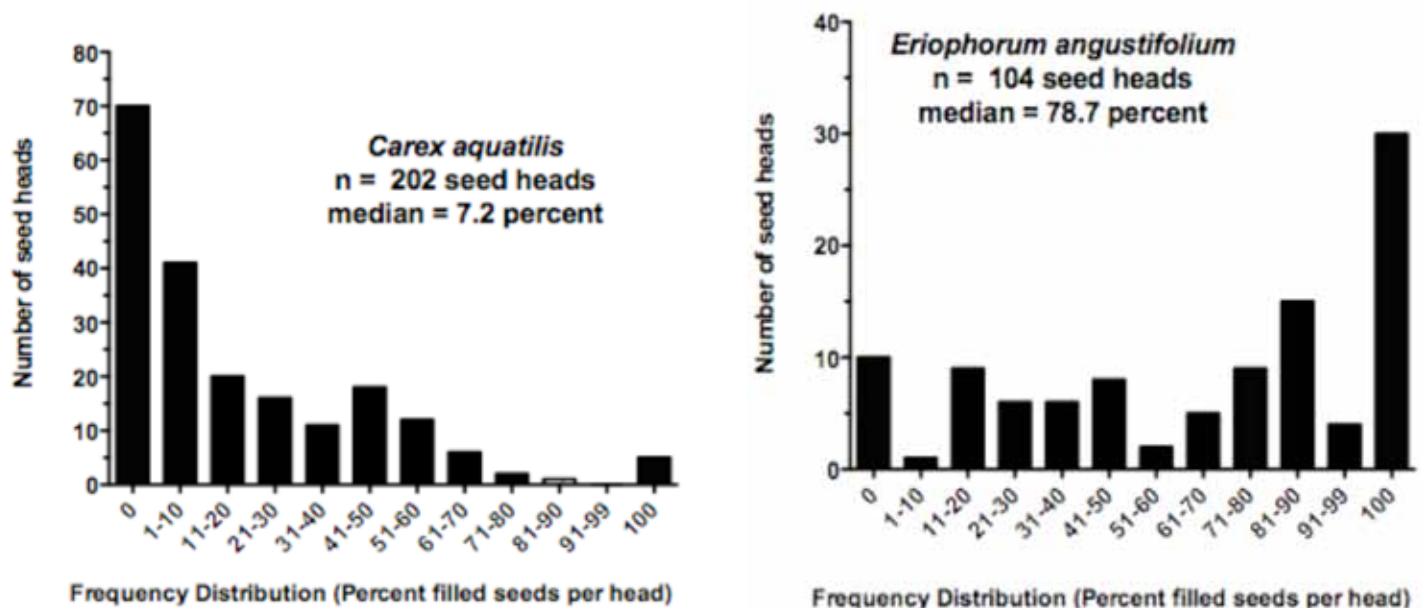 80
70
60
50
40
30
20
10
0
Number of seed heads
Carex aquatilis
n = 202 seed heads
median = 7.2 percent
0 1-10 11-20 21-30 31-40 41-50 51-60 61-70 71-80 81-90 91-99 100
Frequency Distribution (Percent filled seeds per head)
40
30
20
10
0
Number of seed heads
Eriophorum angustifolium
n = 104 seed heads
median = 78.7 percent
0 1-10 11-20 21-30 31-40 41-50 51-60 61-70 71-80 81-90 91-99 100
Frequency Distribution (Percent filled seeds per head)